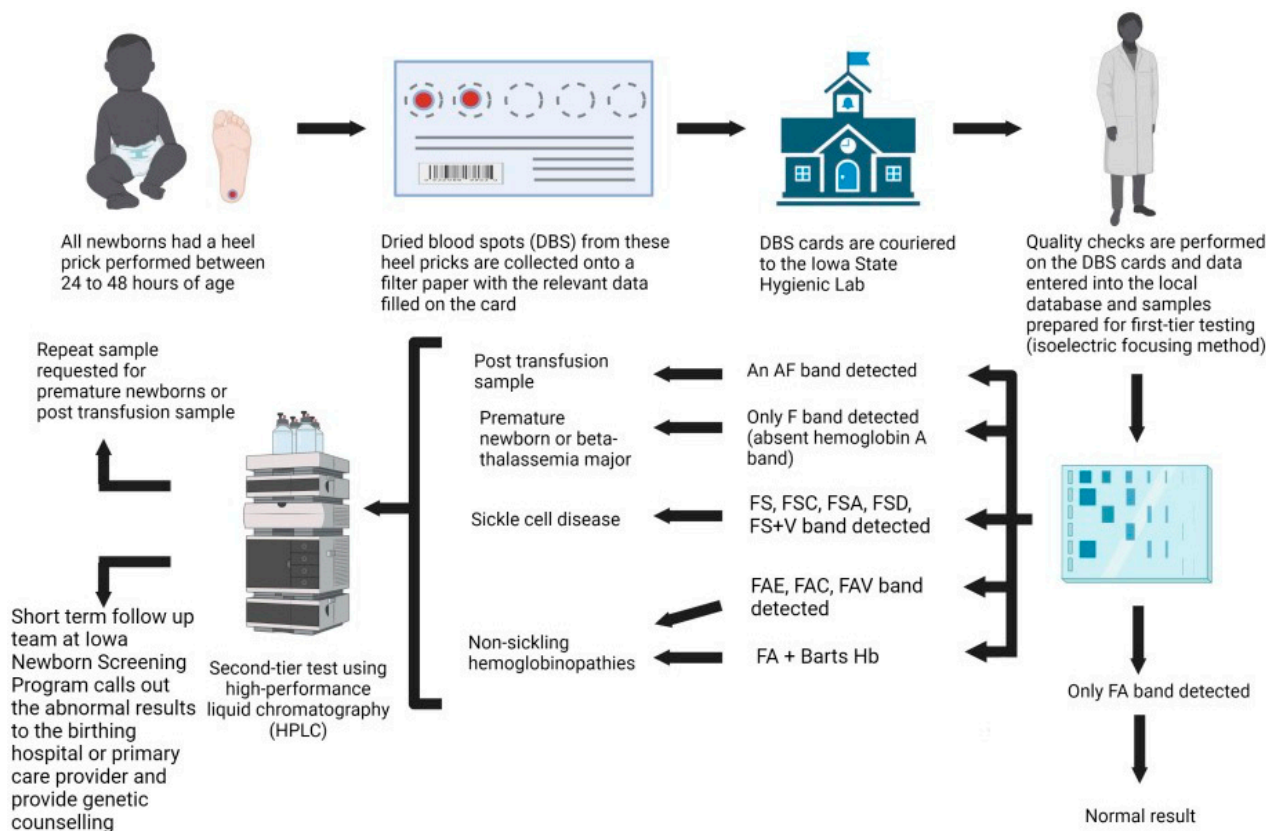 All newborns had a heel
prick performed between
24 to 48 hours of age
Dried blood spots (DBS) from these
heel pricks are collected onto a
filter paper with the relevant data
filled on the card
DBS cards are couriered
to the Iowa State
Hygienic Lab
Quality checks are performed
on the DBS cards and data
entered into the local
database and samples
prepared for first-tier testing
(isoelectric focusing method)
Only FA band detected
Normal result
An AF band detected
Only F band detected
(absent hemoglobin A
band)
FS, FSC, FSA, FSD,
FS+V band detected
FAE, FAC, FAV band
detected
FA + Barts Hb
Post transfusion
sample
Premature
newborn or beta-
thalassemia major
Sickle cell disease
Non-sickling
hemoglobinopathies
Second-tier test using
high-performance
liquid chromatography
(HPLC)
Repeat sample
requested for
premature newborns or
post transfusion sample
Short term follow up
team at Iowa
Newborn Screening
Program calls out
the abnormal results
to the birthing
hospital or primary
care provider and
provide genetic
counselling